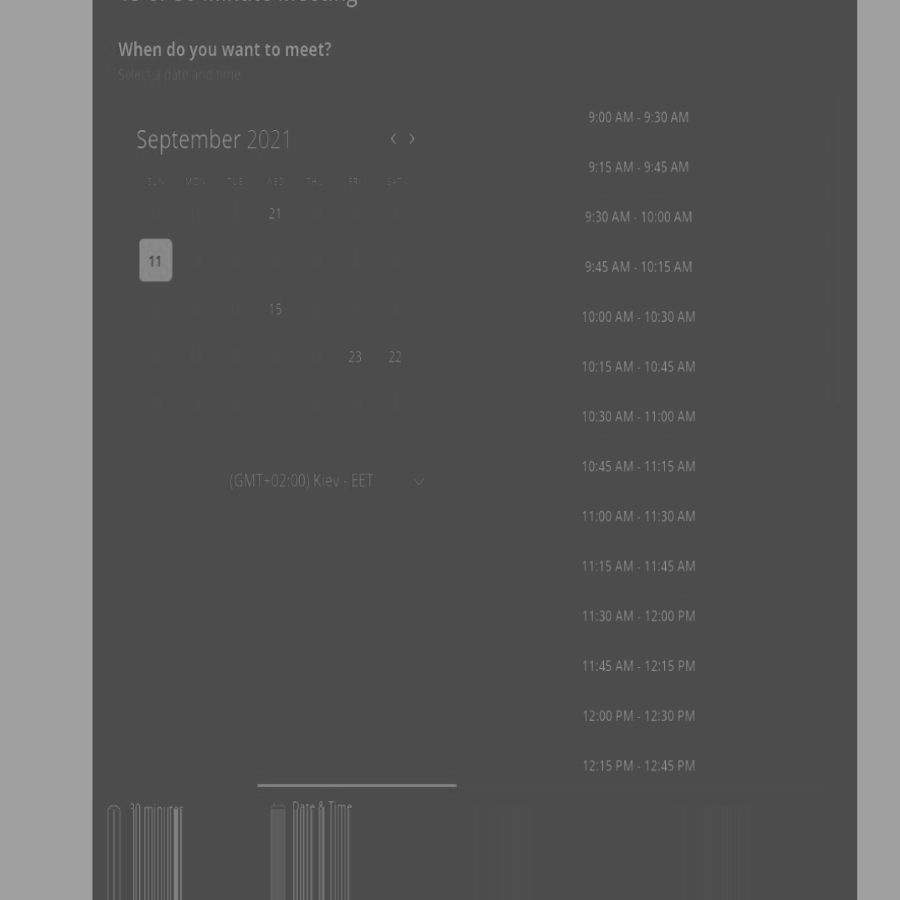 When do you want to meet?
Select a date and time
September 2021
SUN MON TUE WED THU FRI SAT
21
11
15
23 22
(GMT+02:00) Kiev - EET
9:00 AM - 9:30 AM
9:15 AM - 9:45 AM
9:30 AM - 10:00 AM
9:45 AM - 10:15 AM
10:00 AM - 10:30 AM
10:15 AM - 10:45 AM
10:30 AM - 11:00 AM
10:45 AM - 11:15 AM
11:00 AM - 11:30 AM
11:15 AM - 11:45 AM
11:30 AM - 12:00 PM
11:45 AM - 12:15 PM
12:00 PM - 12:30 PM
12:15 PM - 12:45 PM
30 minutes
Date & Time